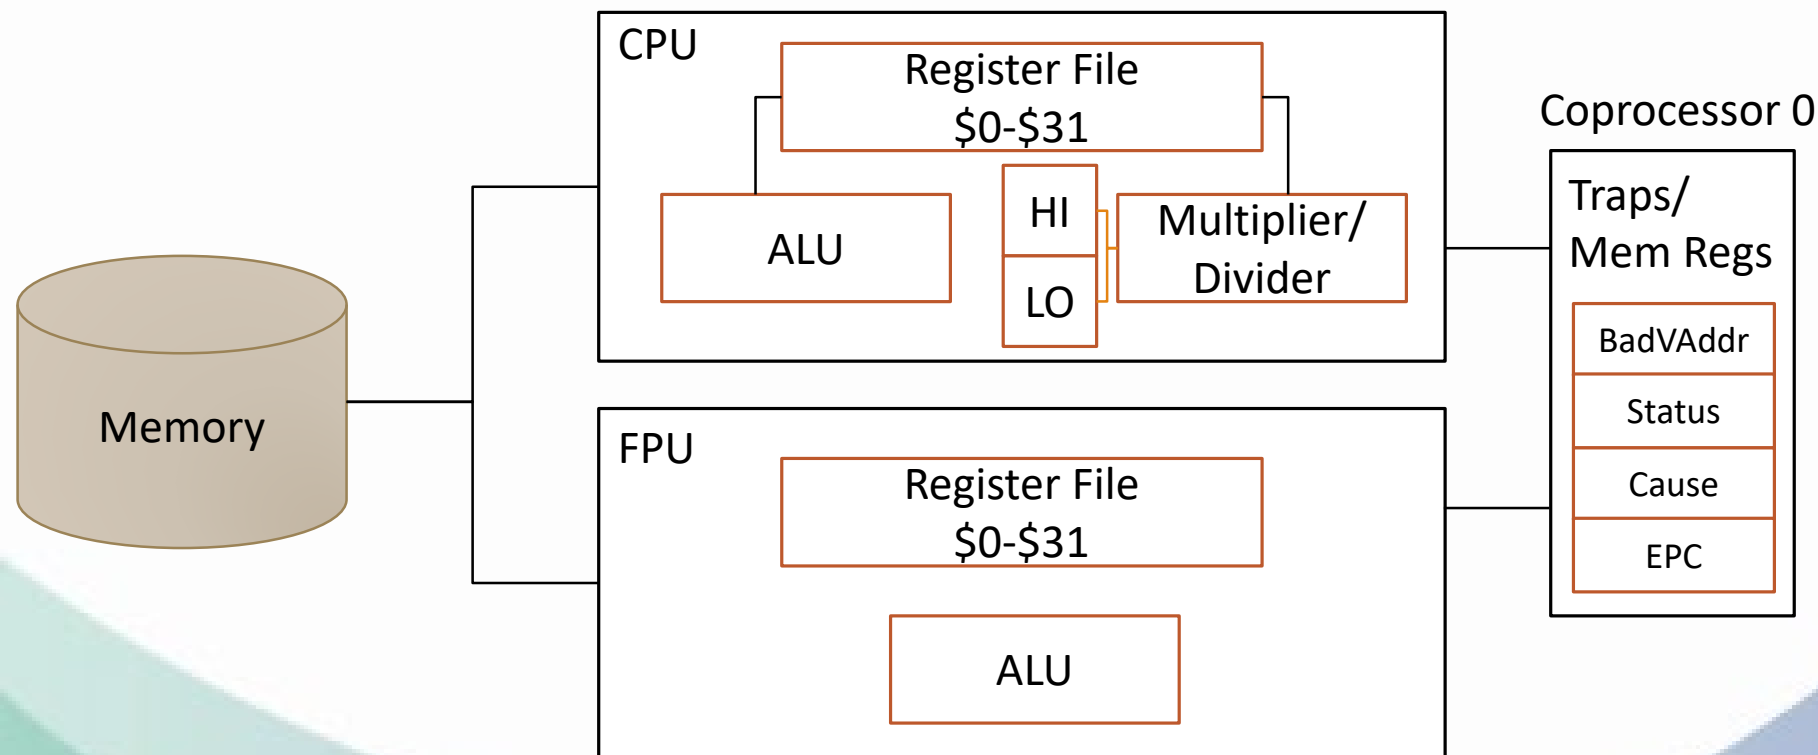 Memory
CPU
Register File
$0-$31
ALU
HI
LO
Multiplier/
Divider
FPU
Register File
$0-$31
ALU
Coprocessor 0
Traps/
Mem Regs
BadVAddr
Status
Cause
EPC